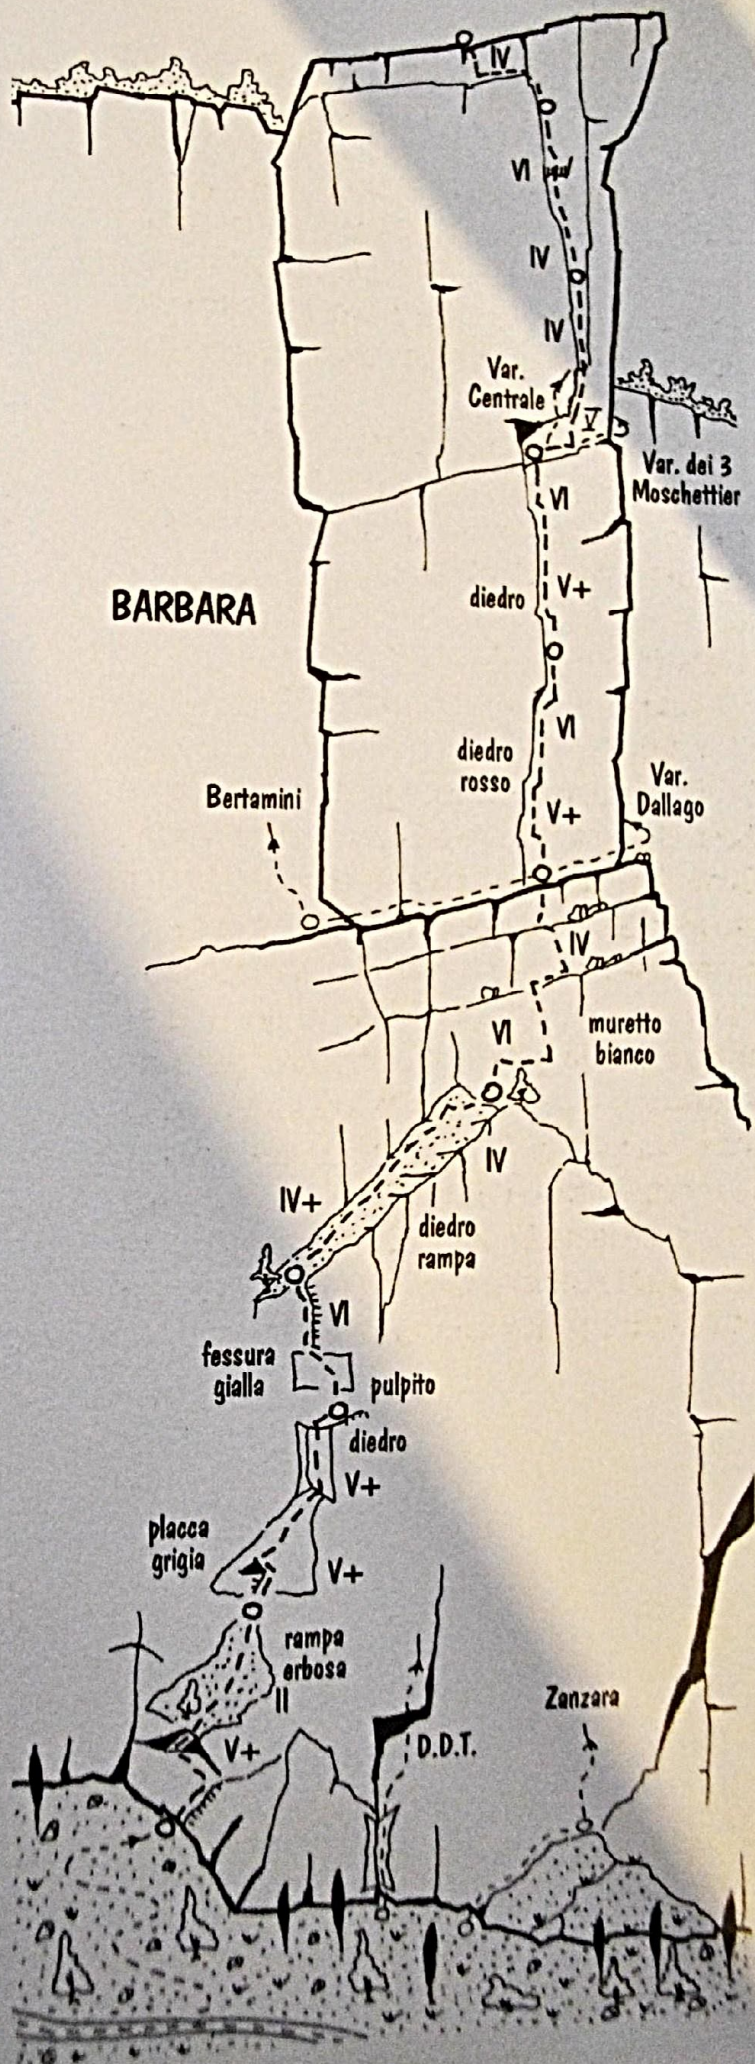 IV
VI
IV
IV
Var.
Centrale
V
Var. dei 3
Moschettier
VI
BARBARA
diedro
V+
VI
diedro
rosso
Var.
Dallago
Bertamini
V+
IV
VI
muretto
bianco
IV
IV+
diedro
rampa
VI
fessura
gialla
pulpito
diedro
V+
placca
grigia
V+
rampa
erbosa
II
Zanzara
V+
D.D.T.